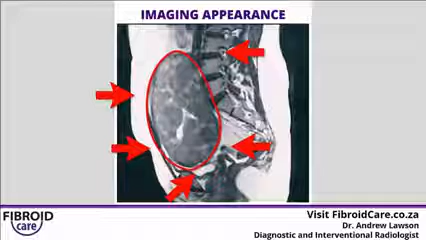 IMAGING APPEARANCE
FIBROID
care
Visit FibroidCare.co.za
Dr. Andrew Lawson
Diagnostic and Interventional Radiologist